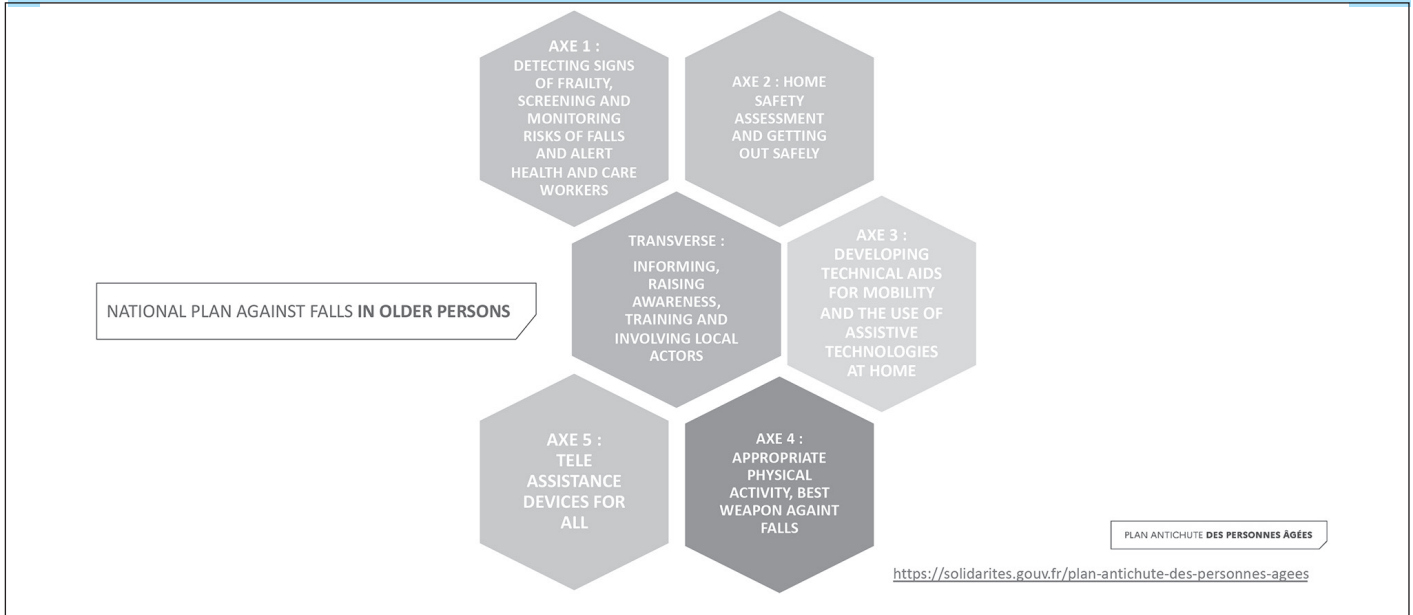 AXE 1 :
DETECTING SIGNS
OF FRAILTY,
SCREENING AND
MONITORING
RISKS OF FALLS
AND ALERT
HEALTH AND CARE
WORKERS
AXE 2 : HOME
SAFETY
ASSESSMENT
AND GETTING
OUT SAFELY
TRANSVERSE :
INFORMING,
RAISING
AWARENESS,
TRAINING AND
INVOLVING LOCAL
ACTORS
AXE 3 :
DEVELOPING
TECHNICAL AIDS
FOR MOBILITY
AND THE USE OF
ASSISTIVE
TECHNOLOGIES
AT HOME
NATIONAL PLAN AGAINST FALLS IN OLDER PERSONS
AXE 5 :
TELE
ASSISTANCE
DEVICES FOR
ALL
AXE 4 :
APPROPRIATE
PHYSICAL
ACTIVITY, BEST
WEAPON AGAINT
FALLS
PLAN ANTICHUTE DES PERSONNES ÂGÉES
https://solidarites.gouv.fr/plan-antichute-des-personnes-agees